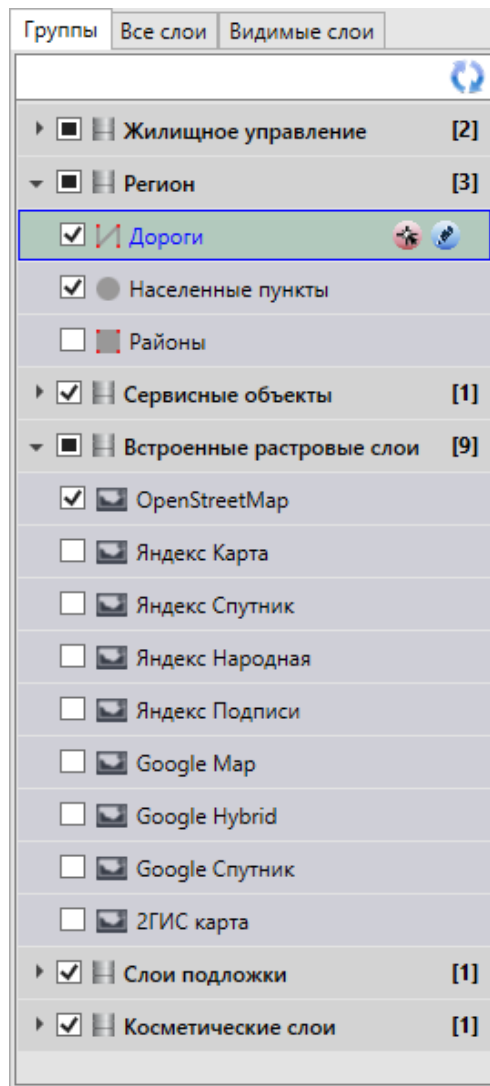 Группы Все слои Видимые слои
Жилищное управление [2]
Регион [3]
Дороги
Населенные пункты
Районы
Сервисные объекты [1]
Встроенные растровые слои [9]
OpenStreetMap
Яндекс Карта
Яндекс Спутник
Яндекс Народная
Яндекс Подписи
Google Map
Google Hybrid
Google Спутник
2ГИС карта
Слои подложки [1]
Косметические слои [1]